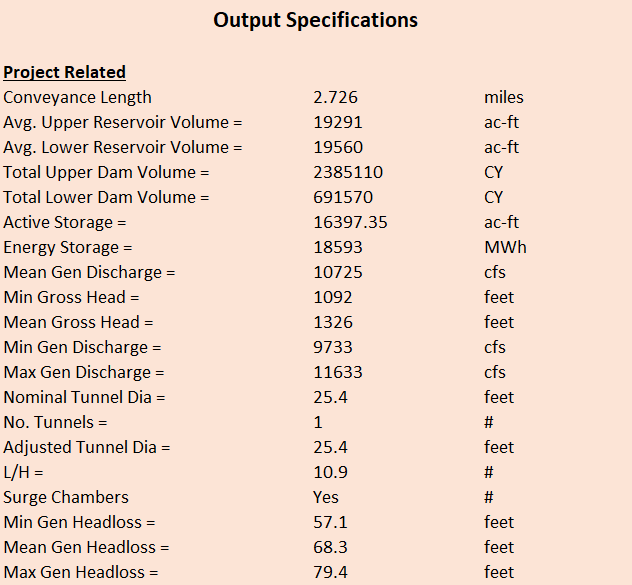 Output Specifications
Project Related
Conveyance Length 2.726 miles
Avg. Upper Reservoir Volume = 19291 ac-ft
Avg. Lower Reservoir Volume = 19560 ac-ft
Total Upper Dam Volume = 2385110 CY
Total Lower Dam Volume = 691570 CY
Active Storage = 16397.35 ac-ft
Energy Storage = 18593 MWh
Mean Gen Discharge = 10725 cfs
Min Gross Head = 1092 feet
Mean Gross Head = 1326 feet
Min Gen Discharge = 9733 cfs
Max Gen Discharge = 11633 cfs
Nominal Tunnel Dia = 25.4 feet
No. Tunnels = 1 #
Adjusted Tunnel Dia = 25.4 feet
L/H = 10.9 #
Surge Chambers Yes #
Min Gen Headloss = 57.1 feet
Mean Gen Headloss = 68.3 feet
Max Gen Headloss = 79.4 feet